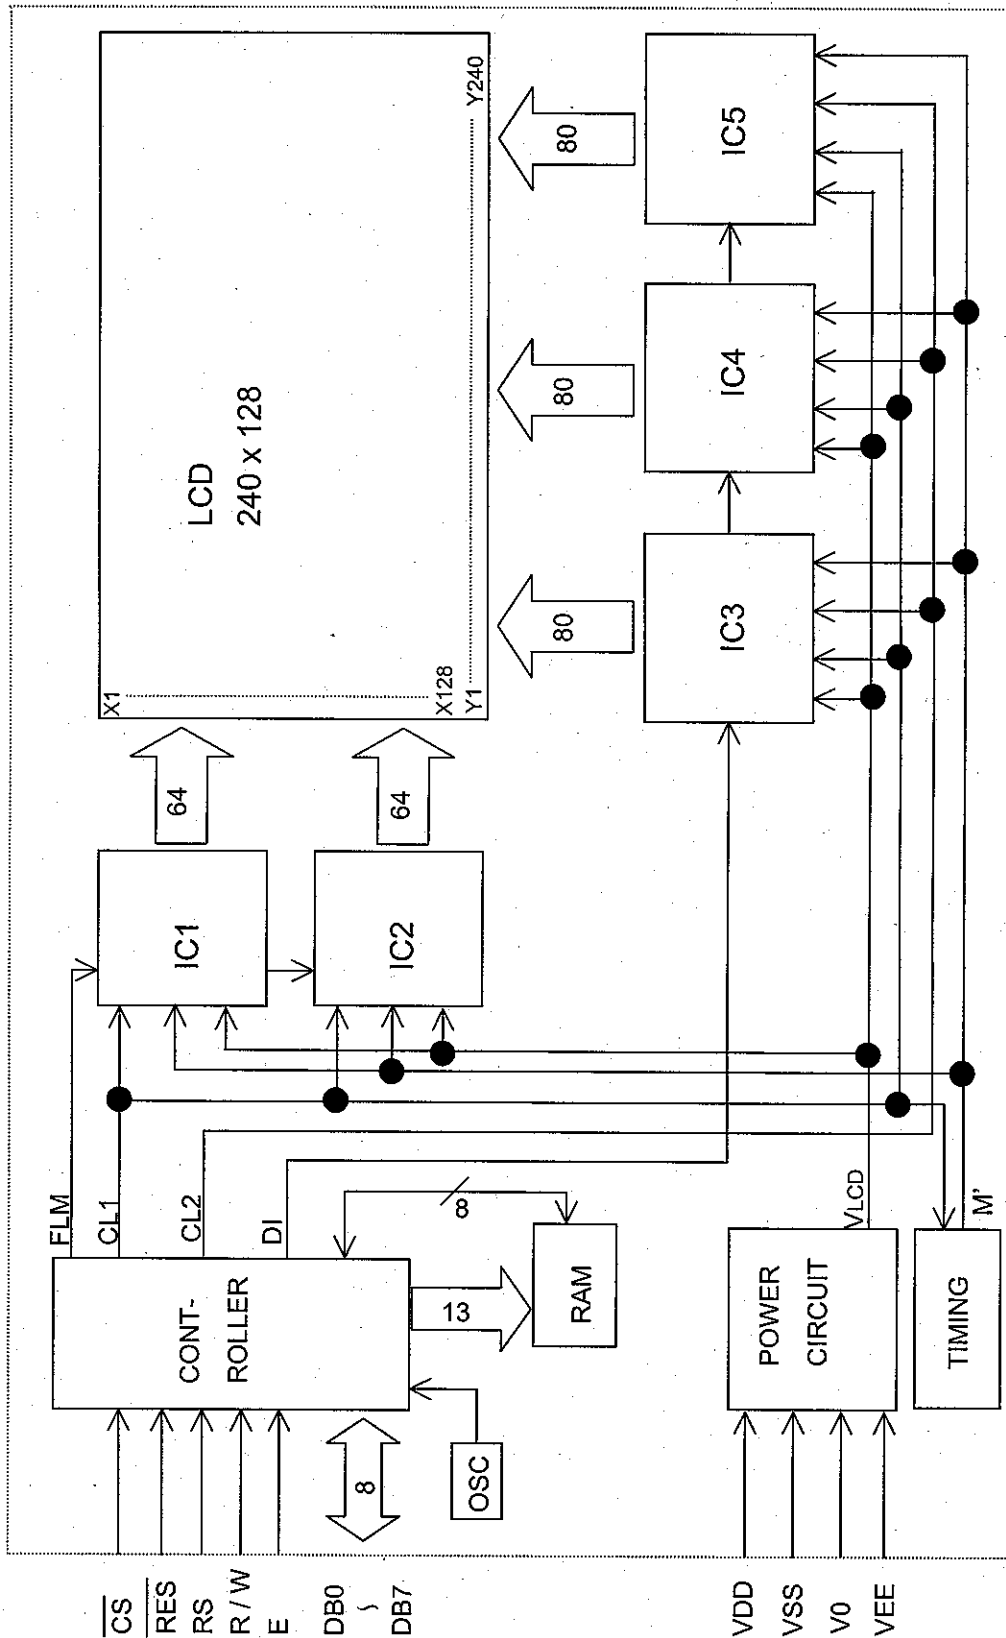 CS
RES
RS
R / W
E
DB0
~
DB7
VDD
VSS
V0
VEE
8
OSC
CONT-
ROLLER
13
RAM
8
FLM
CL1
CL2
DI
POWER
CIRCUIT
VLCD
TIMING
M'
IC1
IC2
64
64
X1
X128
Y1
Y240
LCD
240 x 128
80
80
80
IC3
IC4
IC5